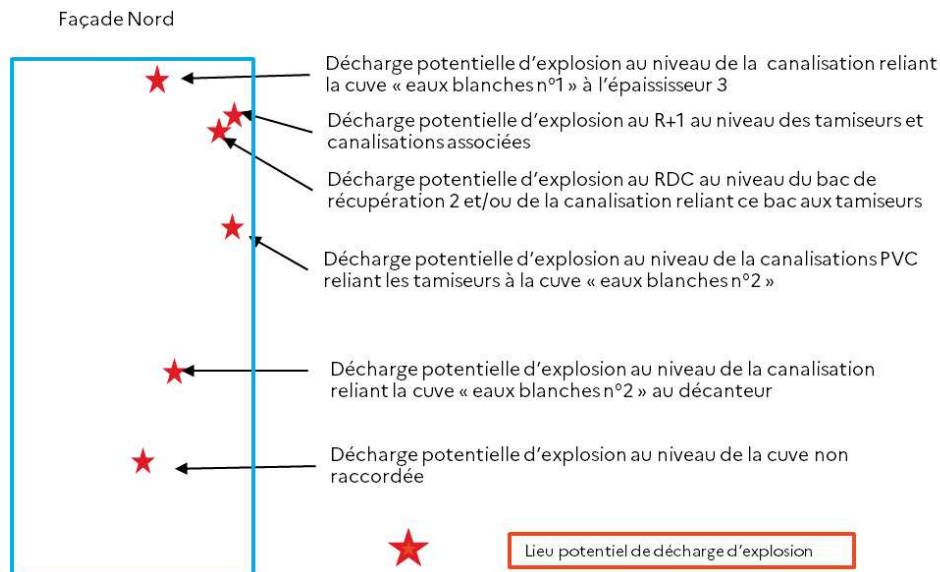 Façade Nord
Décharge potentielle d'explosion au niveau de la canalisation reliant
la cuve « eaux blanches n°1 » à l'épaississeur 3
Décharge potentielle d'explosion au R+1 au niveau des tamiseurs et
canalisations associées
Décharge potentielle d'explosion au RDC au niveau du bac de
récupération 2 et/ou de la canalisation reliant ce bac aux tamiseurs
Décharge potentielle d'explosion au niveau de la canalisations PVC
reliant les tamiseurs à la cuve « eaux blanches n°2 »
Décharge potentielle d'explosion au niveau de la canalisation
reliant la cuve « eaux blanches n°2 » au décanteur
Décharge potentielle d'explosion au niveau de la cuve non
raccordée
Lieu potentiel de décharge d'explosion